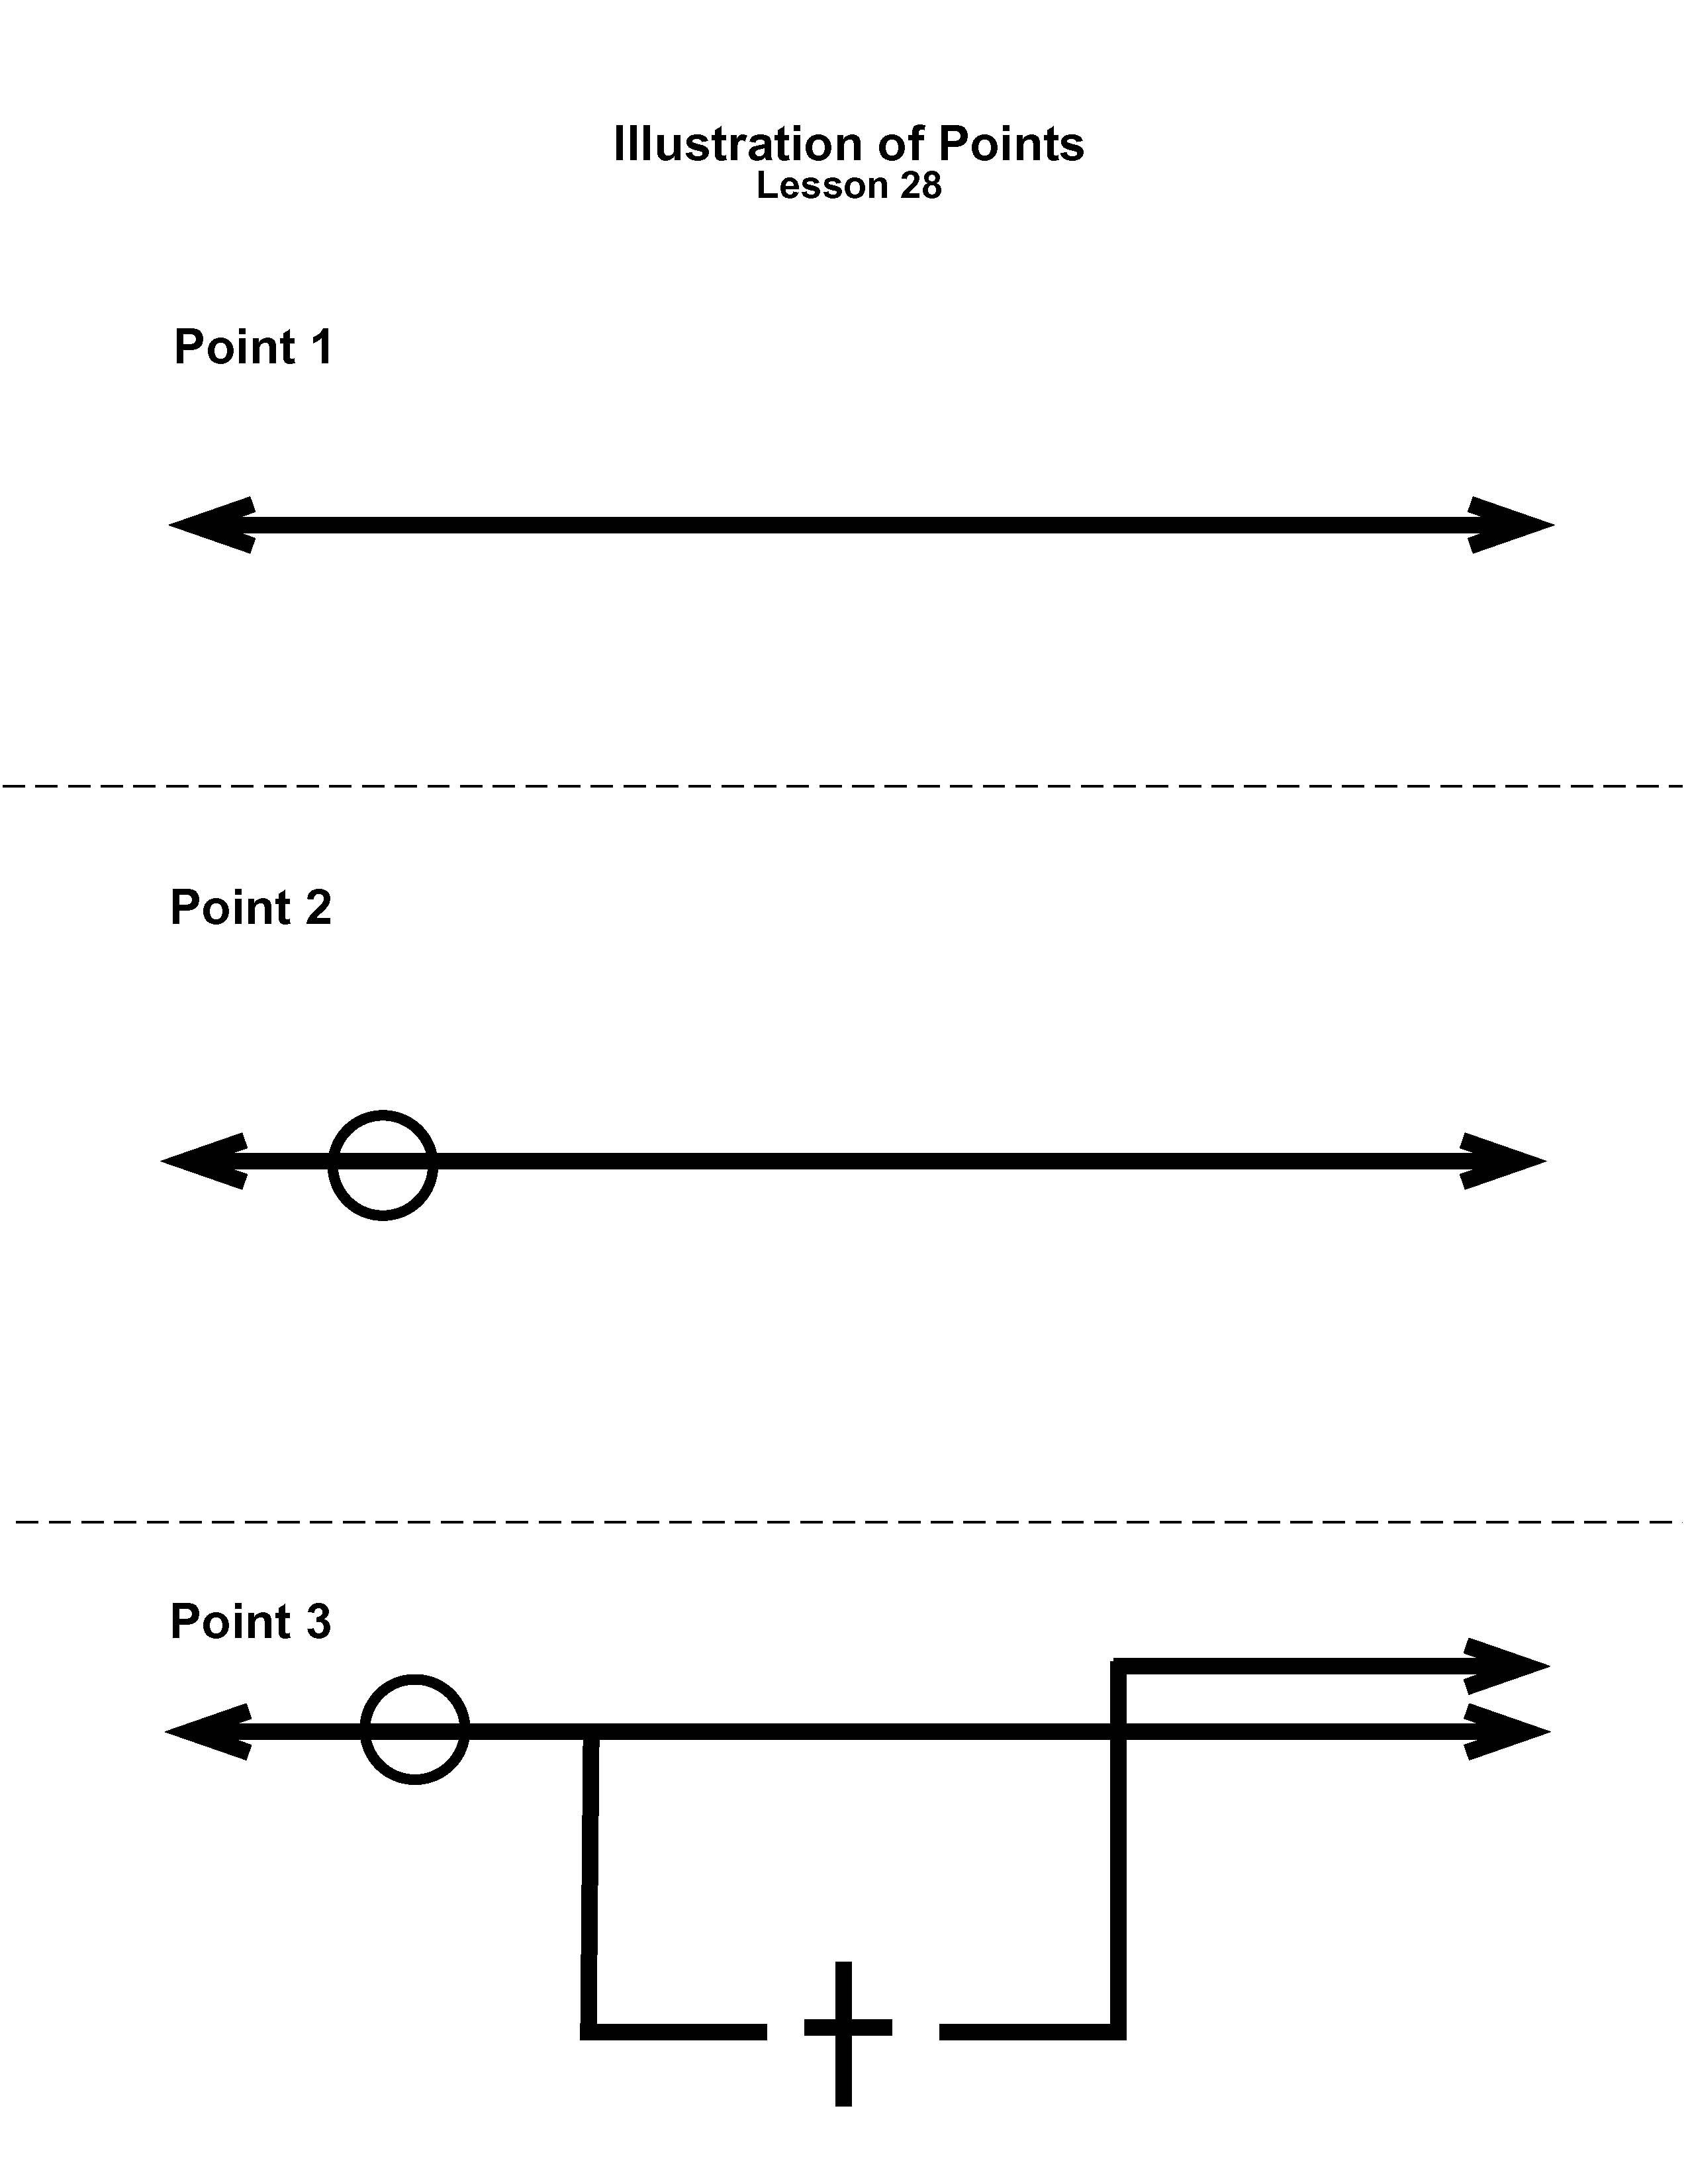 Illustration of Points
Lesson 28
Point 1
Point 2
Point 3